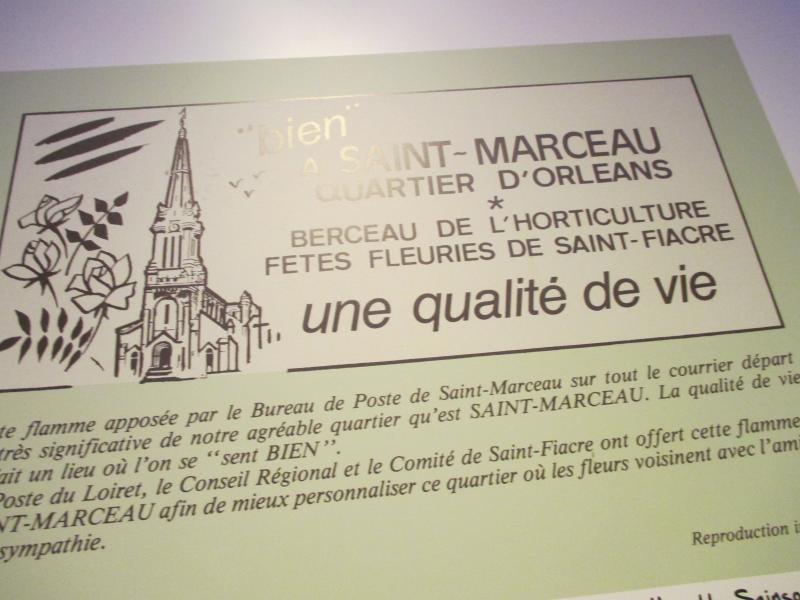 "bien"
A SAINT-MARCEAU
QUARTIER D'ORLEANS
*
BERCEAU DE L'HORTICULTURE
FETES FLEURIES DE SAINT-FIACRE
une qualité de vie
te flamme apposée par le Bureau de Poste de Saint-Marceau sur tout le courrier départ
très significative de notre agréable quartier qu'est SAINT-MARCEAU. La qualité de vie
ait un lieu où l'on se "sent BIEN".
Poste du Loiret, le Conseil Régional et le Comité de Saint-Fiacre ont offert cette flamme
NT-MARCEAU afin de mieux personnaliser ce quartier où les fleurs voisinent avec l'ami
sympathie.
Reproduction